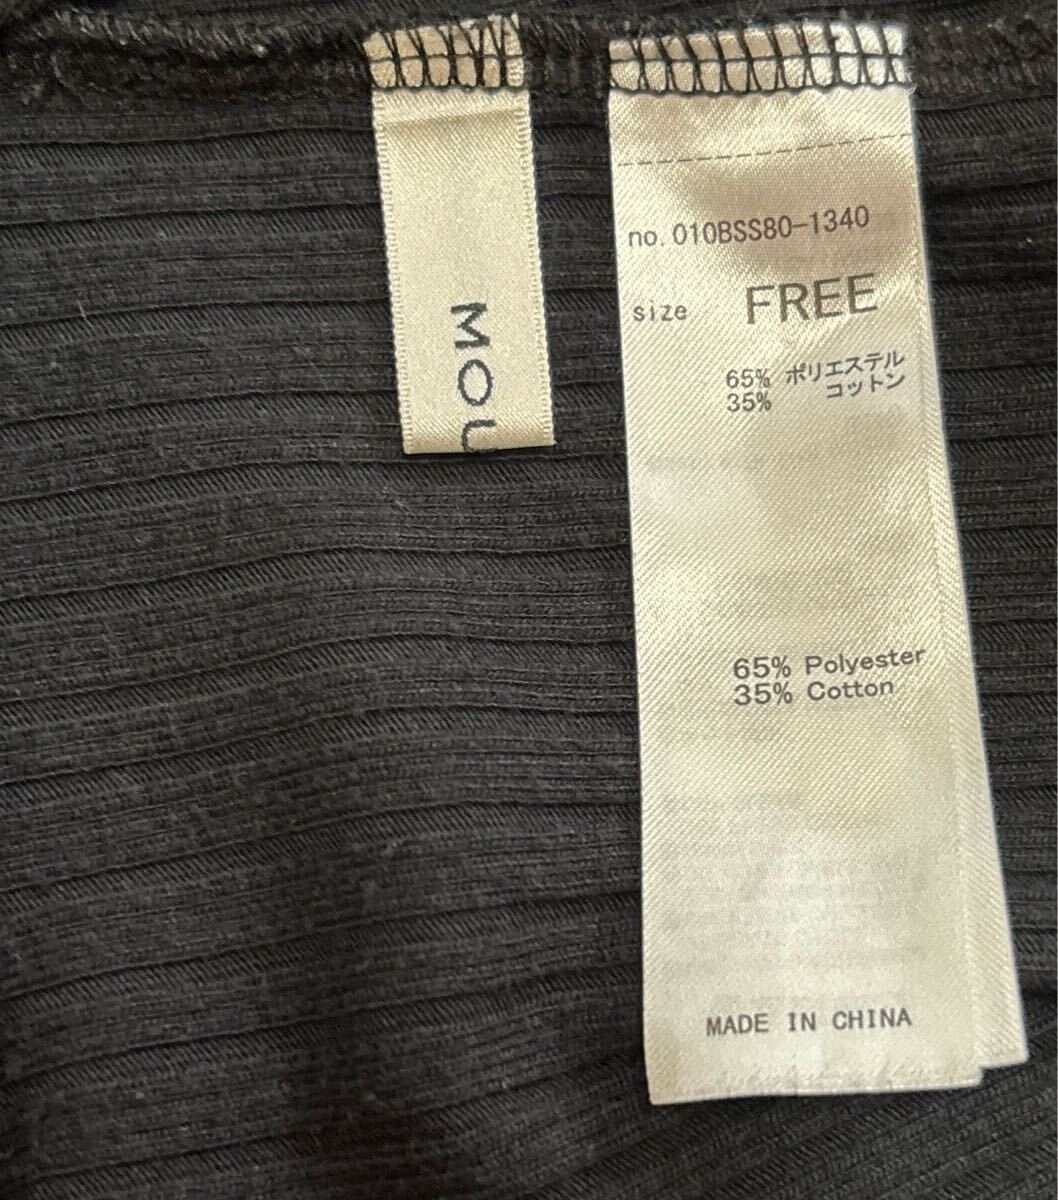 MOU
no. 010BSS80-1340
size FREE
65% ポリエステル
35% コットン
65% Polyester
35% Cotton
MADE IN CHINA